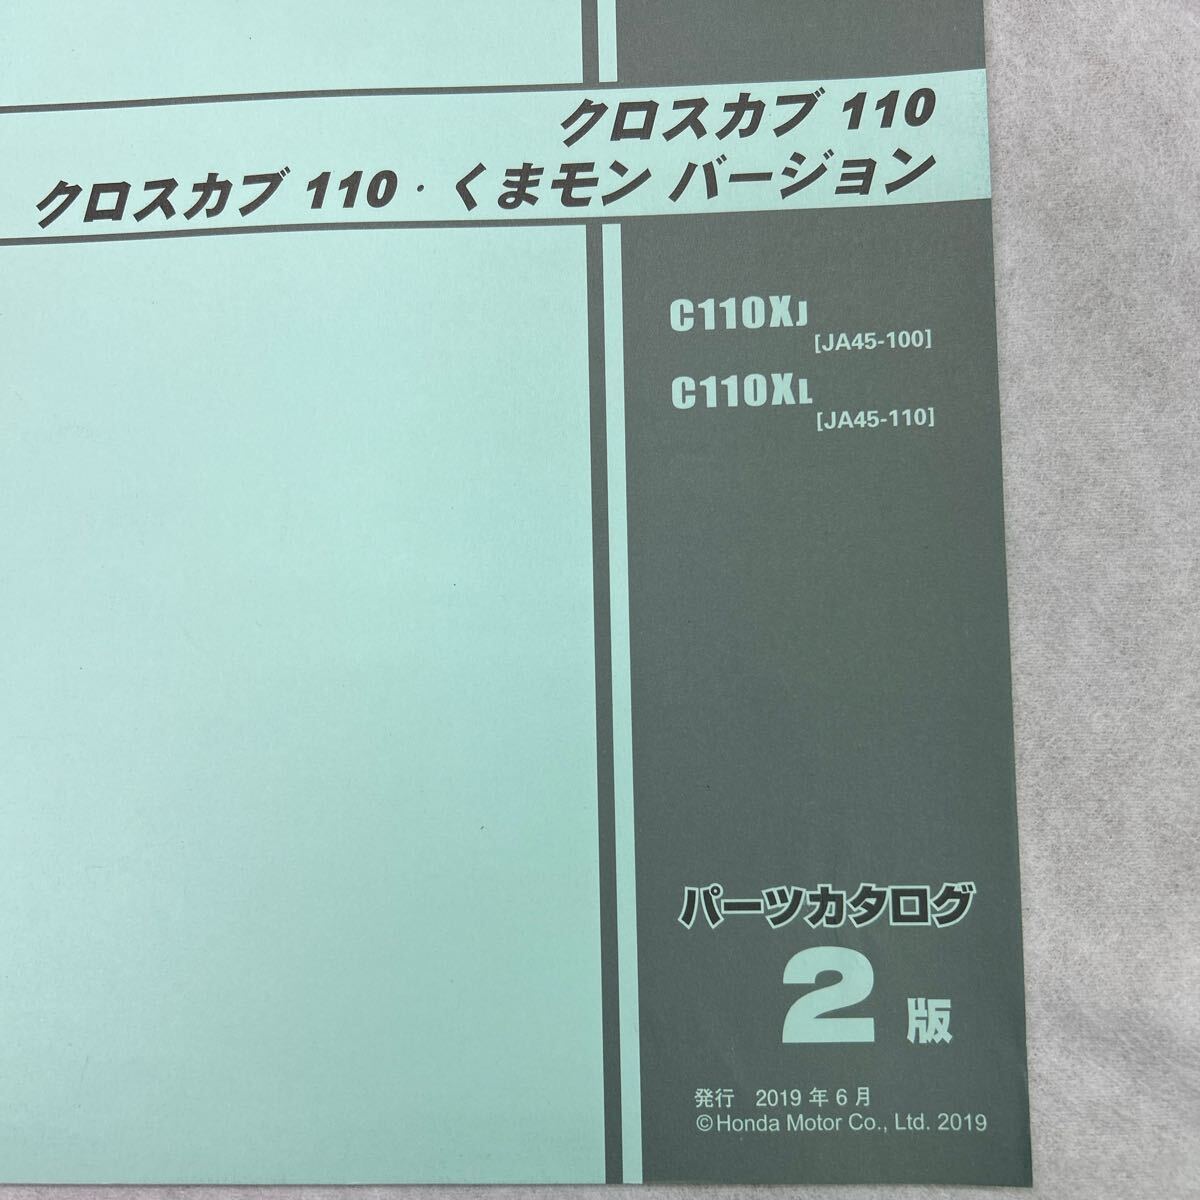 クロスカブ 110
クロスカブ 110・くまモン バージョン
C110XJ
[JA45-100]
C110XL
[JA45-110]
パーツカタログ
2版
発行 2019年6月
©Honda Motor Co., Ltd. 2019